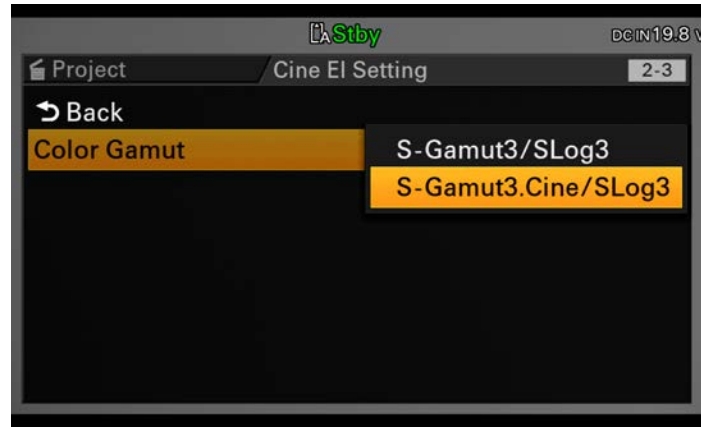 A Stby DC IN 19.8 V
Project Cine EI Setting 2-3
Back
Color Gamut S-Gamut3/SLog3
S-Gamut3.Cine/SLog3